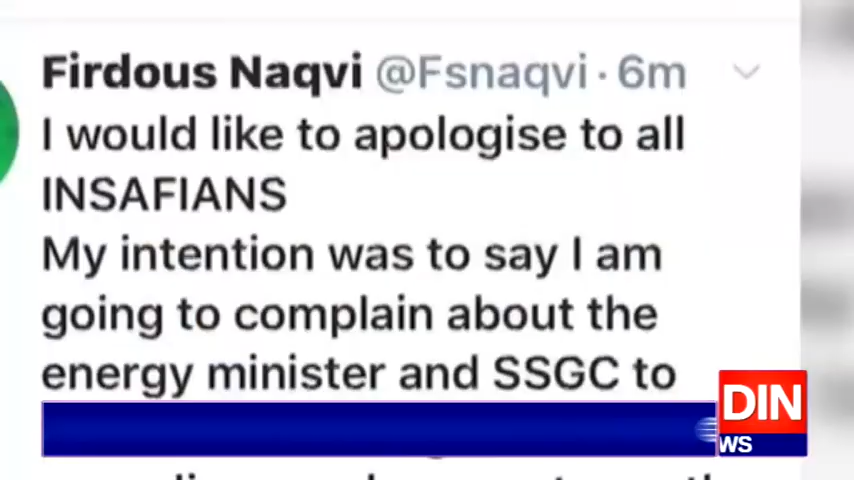 Firdous Naqvi @Fsnaqvi · 6m
I would like to apologise to all
INSAFIANS
My intention was to say I am
going to complain about the
energy minister and SSGC to
DIN
WS